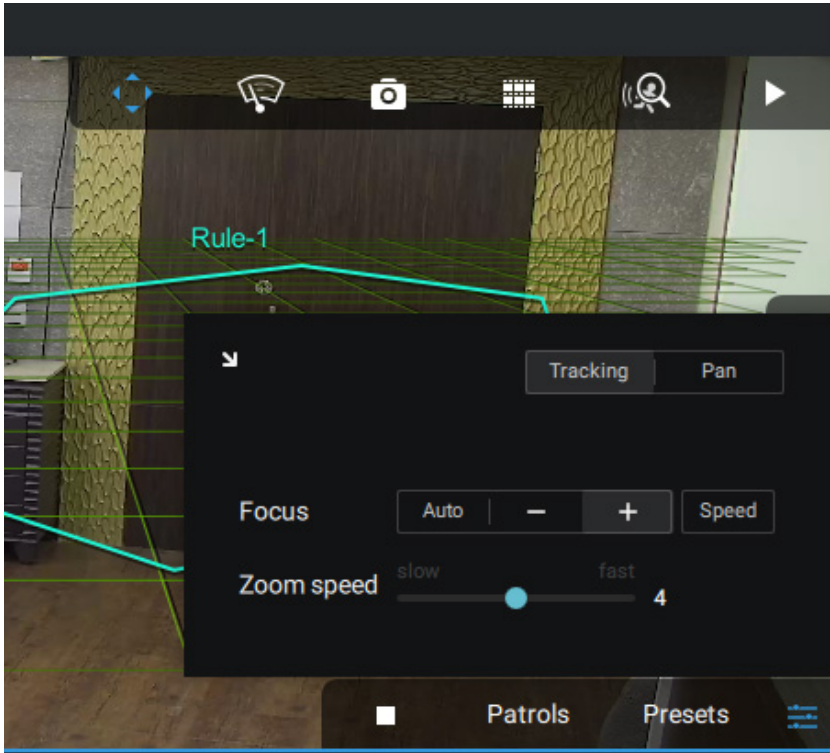 Rule-1
Tracking Pan
Focus Auto − + Speed
slow fast
Zoom speed 4
Patrols Presets